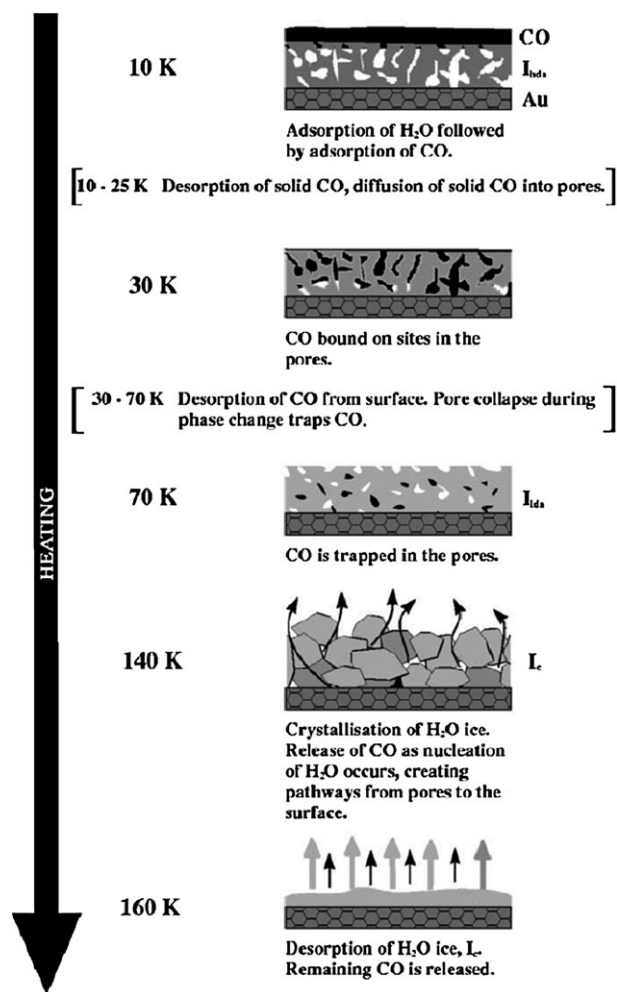 CO
10 K
Ihda
Au
Adsorption of H₂O followed
by adsorption of CO.
[10 - 25 K Desorption of solid CO, diffusion of solid CO into pores.]
30 K
CO bound on sites in the
pores.
[30 - 70 K Desorption of CO from surface. Pore collapse during
phase change traps CO.]
70 K
Ilda
CO is trapped in the pores.
HEATING
140 K
Ic
Crystallisation of H₂O ice.
Release of CO as nucleation
of H₂O occurs, creating
pathways from pores to the
surface.
160 K
Desorption of H₂O ice, Ic.
Remaining CO is released.